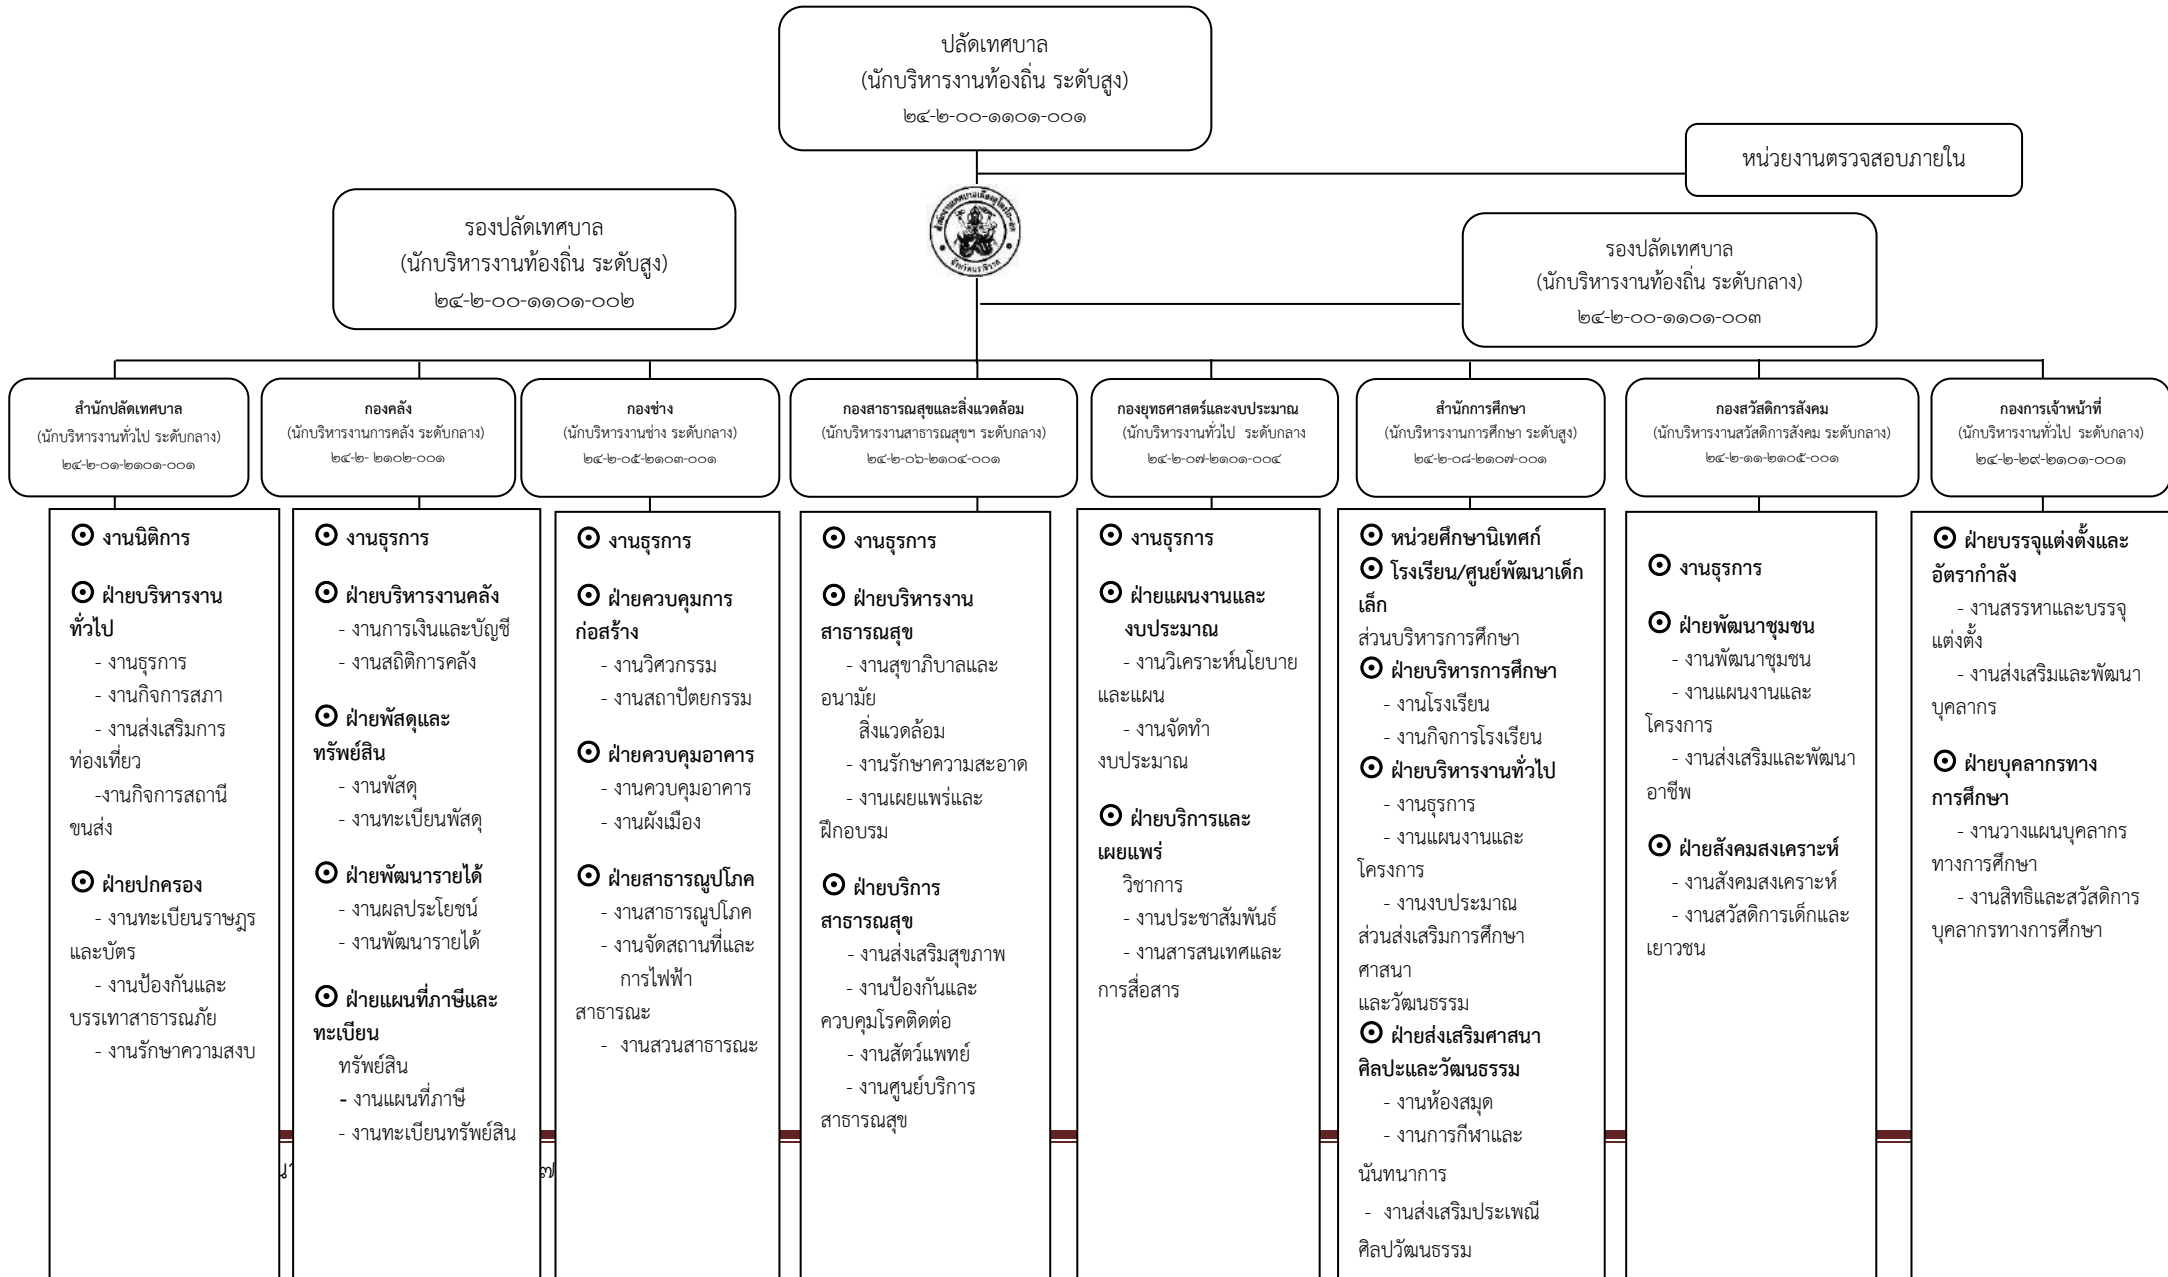 ปลัดเทศบาล
(นักบริหารงานท้องถิ่น ระดับสูง)
๒๔-๒-๐๐-๑๑๐๑-๐๐๑
หน่วยงานตรวจสอบภายใน
รองปลัดเทศบาล
(นักบริหารงานท้องถิ่น ระดับสูง)
๒๔-๒-๐๐-๑๑๐๑-๐๐๒
รองปลัดเทศบาล
(นักบริหารงานท้องถิ่น ระดับกลาง)
๒๔-๒-๐๐-๑๑๐๑-๐๐๓
สำนักปลัดเทศบาล
(นักบริหารงานทั่วไป ระดับกลาง)
๒๔-๒-๐๑-๒๑๐๑-๐๐๑
งานนิติการ
ฝ่ายบริหารงาน
ทั่วไป
- งานธุรการ
- งานกิจการสภา
- งานส่งเสริมการ
ท่องเที่ยว
-งานกิจการสถานี
ขนส่ง
ฝ่ายปกครอง
- งานทะเบียนราษฎร
และบัตร
- งานป้องกันและ
บรรเทาสาธารณภัย
- งานรักษาความสงบ
กองคลัง
(นักบริหารงานการคลัง ระดับกลาง)
๒๔-๒- ๒๑๐๒-๐๐๑
งานธุรการ
ฝ่ายบริหารงานคลัง
- งานการเงินและบัญชี
- งานสถิติการคลัง
ฝ่ายพัสดุและ
ทรัพย์สิน
- งานพัสดุ
- งานทะเบียนพัสดุ
ฝ่ายพัฒนารายได้
- งานผลประโยชน์
- งานพัฒนารายได้
ฝ่ายแผนที่ภาษีและ
ทะเบียน
ทรัพย์สิน
- งานแผนที่ภาษี
- งานทะเบียนทรัพย์สิน
กองช่าง
(นักบริหารงานช่าง ระดับกลาง)
๒๔-๒-๐๕-๒๑๐๓-๐๐๑
งานธุรการ
ฝ่ายควบคุมการ
ก่อสร้าง
- งานวิศวกรรม
- งานสถาปัตยกรรม
ฝ่ายควบคุมอาคาร
- งานควบคุมอาคาร
- งานผังเมือง
ฝ่ายสาธารณูปโภค
- งานสาธารณูปโภค
- งานจัดสถานที่และ
การไฟฟ้า
สาธารณะ
- งานสวนสาธารณะ
กองสาธารณสุขและสิ่งแวดล้อม
(นักบริหารงานสาธารณสุขฯ ระดับกลาง)
๒๔-๒-๐๖-๒๑๐๔-๐๐๑
งานธุรการ
ฝ่ายบริหารงาน
สาธารณสุข
- งานสุขาภิบาลและ
อนามัย
สิ่งแวดล้อม
- งานรักษาความสะอาด
- งานเผยแพร่และ
ฝึกอบรม
ฝ่ายบริการ
สาธารณสุข
- งานส่งเสริมสุขภาพ
- งานป้องกันและ
ควบคุมโรคติดต่อ
- งานสัตว์แพทย์
- งานศูนย์บริการ
สาธารณสุข
กองยุทธศาสตร์และงบประมาณ
(นักบริหารงานทั่วไป ระดับกลาง
๒๔-๒-๐๗-๒๑๐๑-๐๐๔
งานธุรการ
ฝ่ายแผนงานและ
งบประมาณ
- งานวิเคราะห์นโยบาย
และแผน
- งานจัดทำ
งบประมาณ
ฝ่ายบริการและ
เผยแพร่
วิชาการ
- งานประชาสัมพันธ์
- งานสารสนเทศและ
การสื่อสาร
สำนักการศึกษา
(นักบริหารงานการศึกษา ระดับสูง)
๒๔-๒-๐๘-๒๑๐๗-๐๐๑
หน่วยศึกษานิเทศก์
โรงเรียน/ศูนย์พัฒนาเด็ก
เล็ก
ส่วนบริหารการศึกษา
ฝ่ายบริหารการศึกษา
- งานโรงเรียน
- งานกิจการโรงเรียน
ฝ่ายบริหารงานทั่วไป
- งานธุรการ
- งานแผนงานและ
โครงการ
- งานงบประมาณ
ส่วนส่งเสริมการศึกษา
ศาสนา
และวัฒนธรรม
ฝ่ายส่งเสริมศาสนา
ศิลปะและวัฒนธรรม
- งานห้องสมุด
- งานการกีฬาและ
นันทนาการ
- งานส่งเสริมประเพณี
ศิลปวัฒนธรรม
กองสวัสดิการสังคม
(นักบริหารงานสวัสดิการสังคม ระดับกลาง)
๒๔-๒-๑๑-๒๑๐๕-๐๐๑
งานธุรการ
ฝ่ายพัฒนาชุมชน
- งานพัฒนาชุมชน
- งานแผนงานและ
โครงการ
- งานส่งเสริมและพัฒนา
อาชีพ
ฝ่ายสังคมสงเคราะห์
- งานสังคมสงเคราะห์
- งานสวัสดิการเด็กและ
เยาวชน
กองการเจ้าหน้าที่
(นักบริหารงานทั่วไป ระดับกลาง)
๒๔-๒-๒๙-๒๑๐๑-๐๐๑
ฝ่ายบรรจุแต่งตั้งและ
อัตรากำลัง
- งานสรรหาและบรรจุ
แต่งตั้ง
- งานส่งเสริมและพัฒนา
บุคลากร
ฝ่ายบุคลากรทาง
การศึกษา
- งานวางแผนบุคลากร
ทางการศึกษา
- งานสิทธิและสวัสดิการ
บุคลากรทางการศึกษา